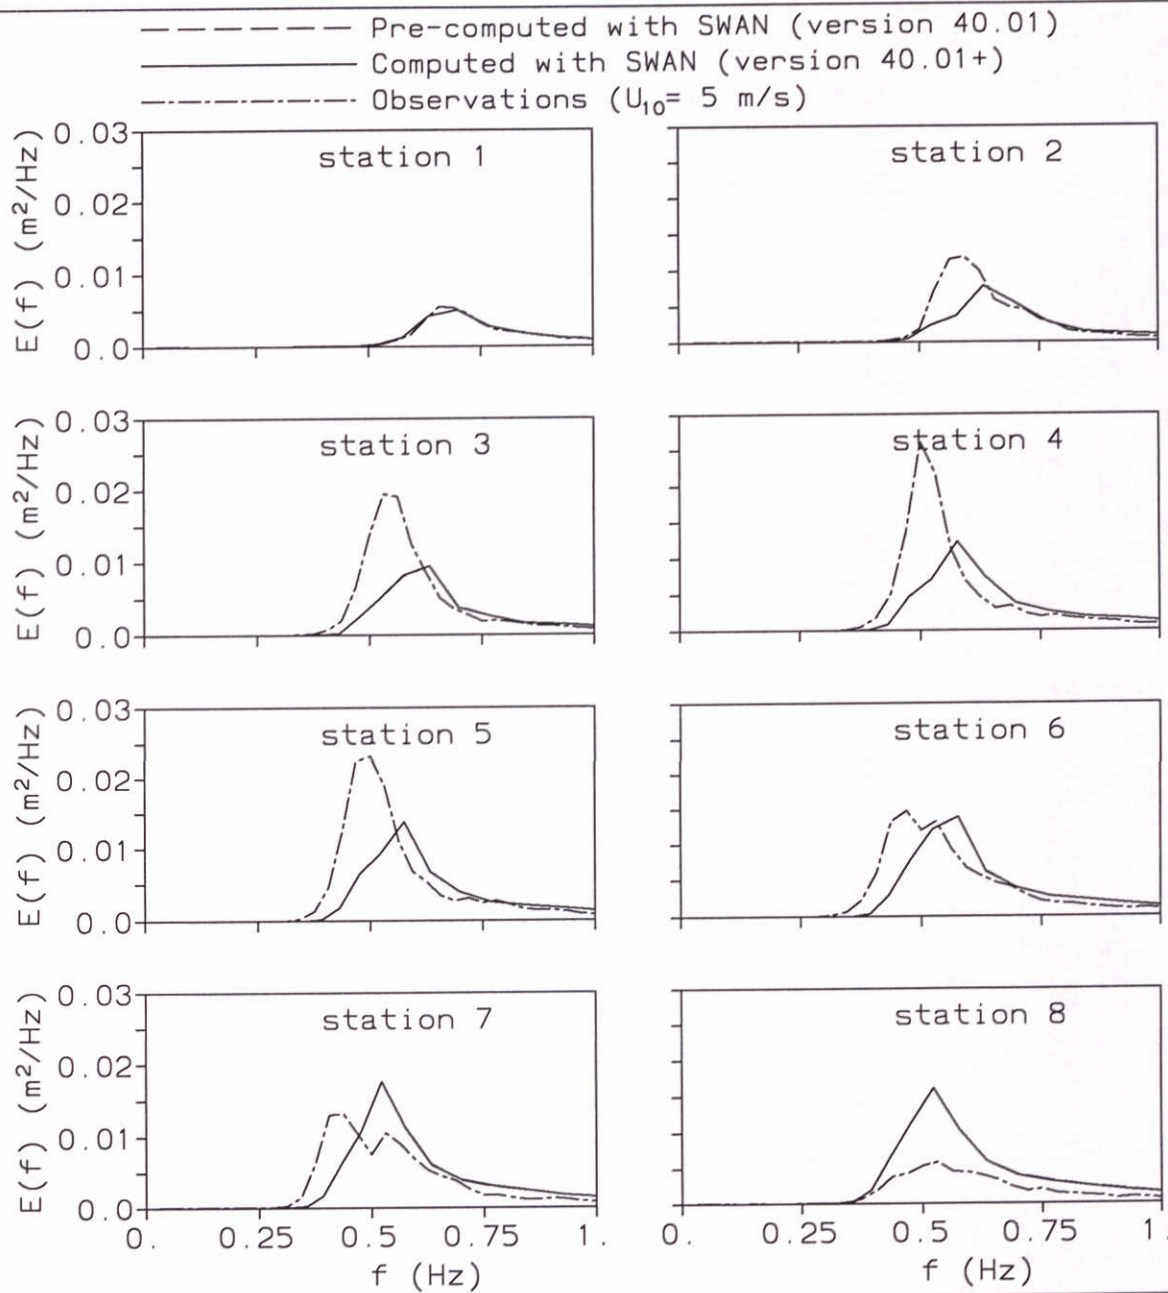 Pre-computed with SWAN (version 40.01)
Computed with SWAN (version 40.01+)
Observations (U₁₀= 5 m/s)
station 1
station 2
0.03
0.02
0.01
0.0
E(f) (m²/Hz)
station 3
station 4
0.03
0.02
0.01
0.0
E(f) (m²/Hz)
station 5
station 6
0.03
0.02
0.01
0.0
E(f) (m²/Hz)
station 7
station 8
0.03
0.02
0.01
0.0
E(f) (m²/Hz)
0. 0.25 0.5 0.75 1.
0. 0.25 0.5 0.75 1.
f (Hz)
f (Hz)